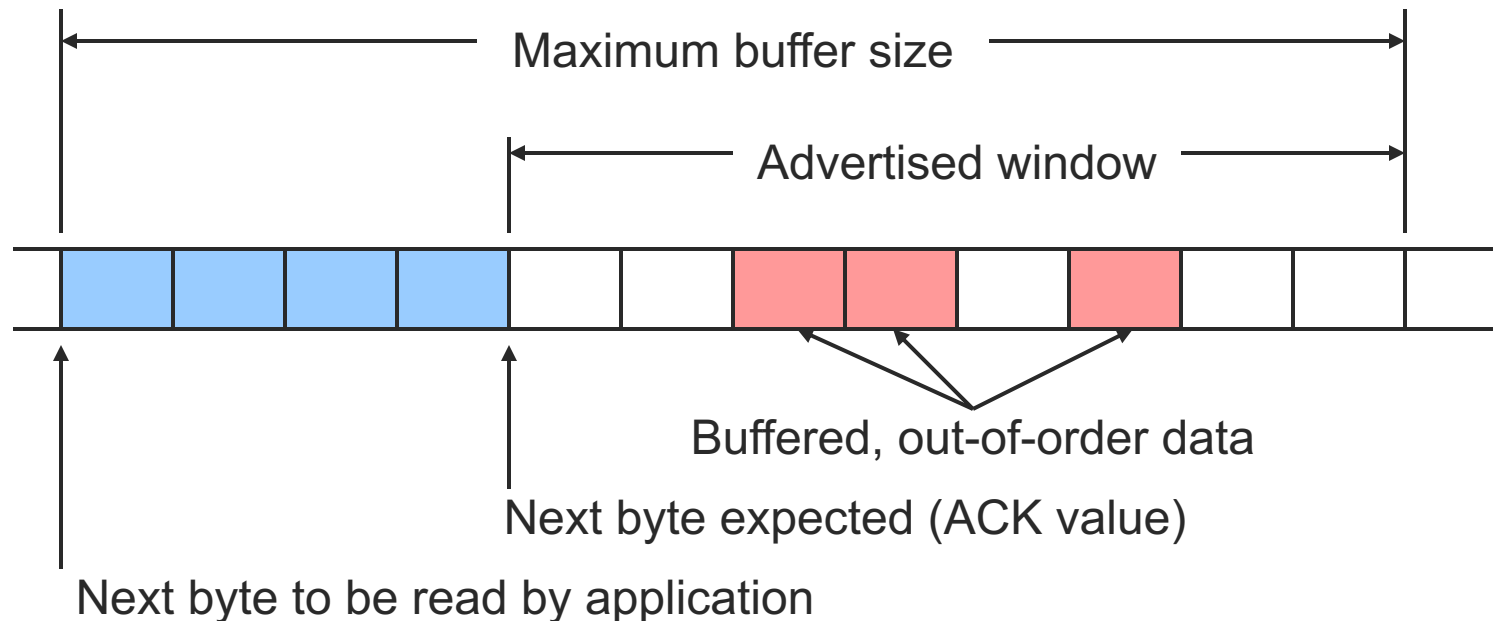 Maximum buffer size
Advertised window
Buffered, out-of-order data
Next byte expected (ACK value)
Next byte to be read by application